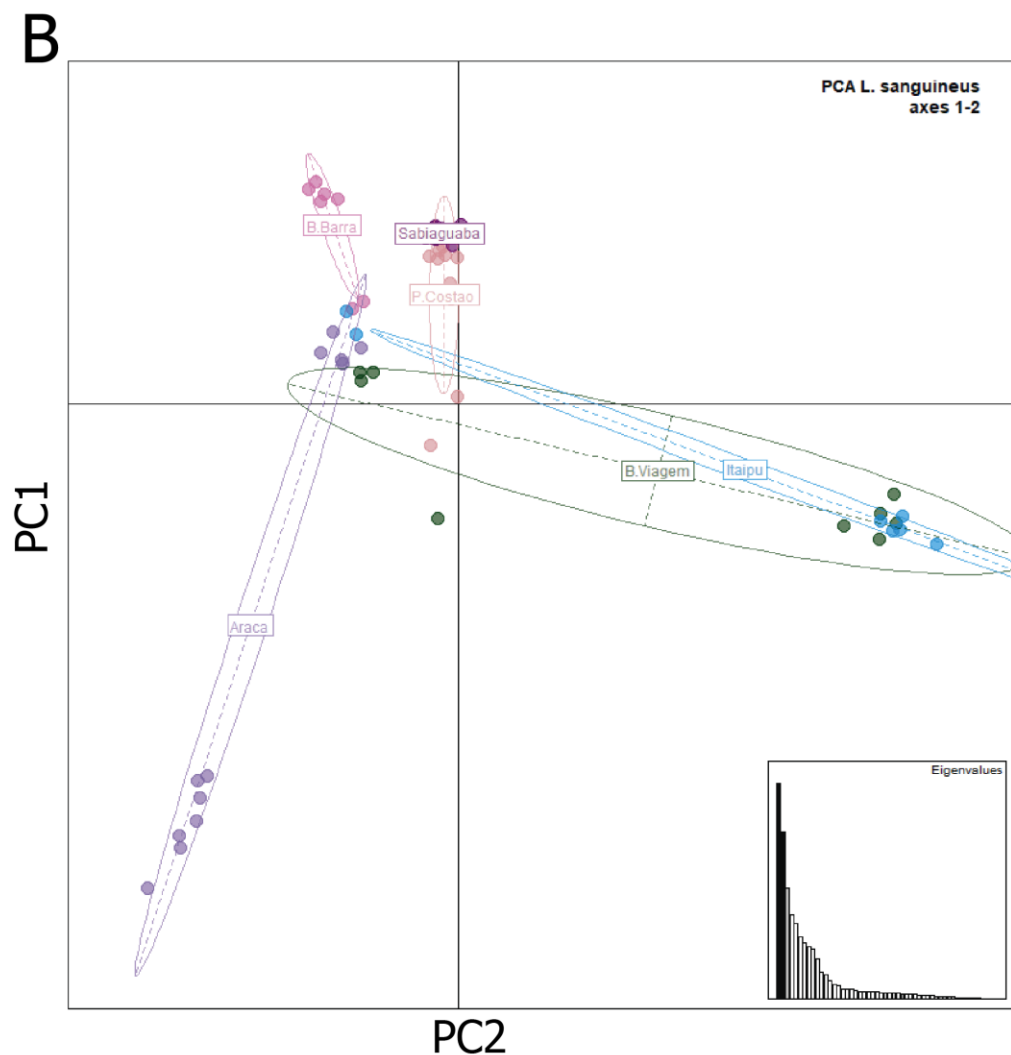 B
PCA L. sanguineus
axes 1-2
B.Barra
Sabiaguaba
P.Costao
B.Viagem
Itaipu
Araca
PC1
Eigenvalues
PC2